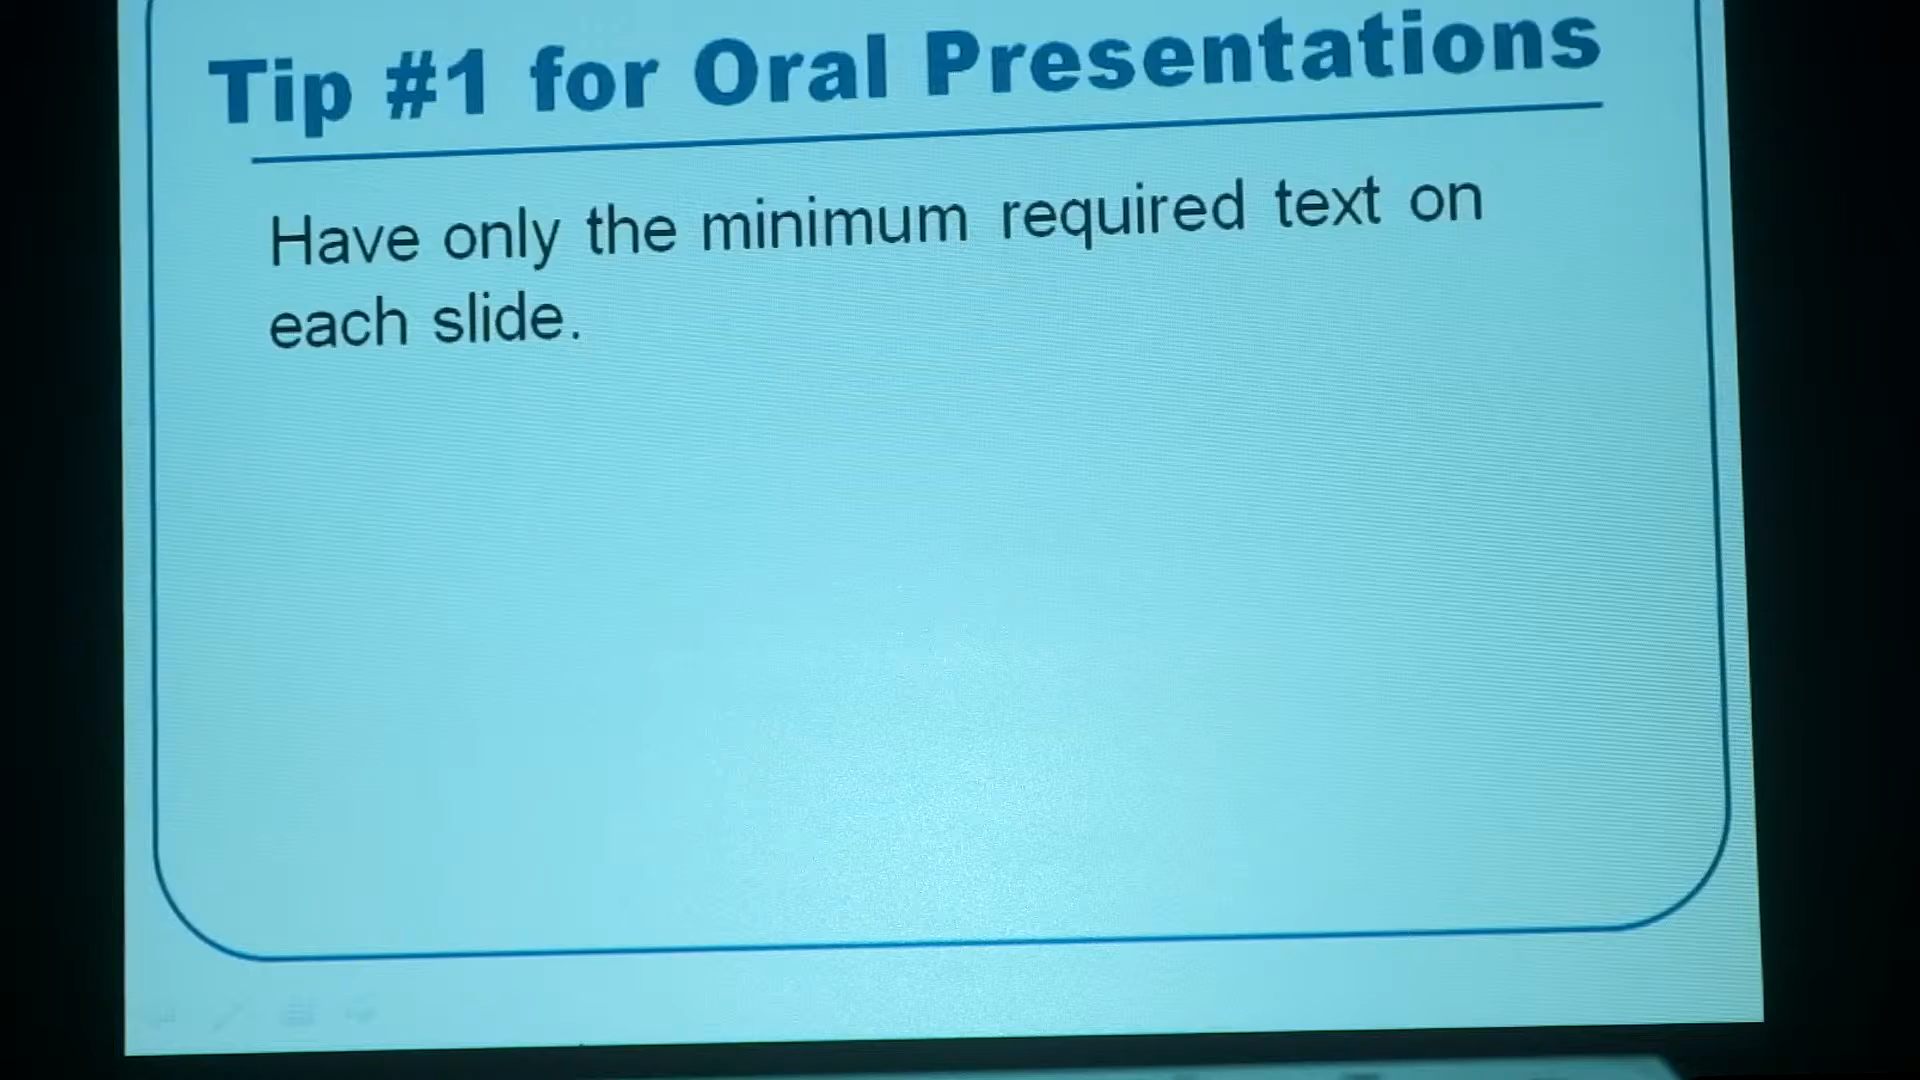 Tip #1 for Oral Presentations
Have only the minimum required text on
each slide.